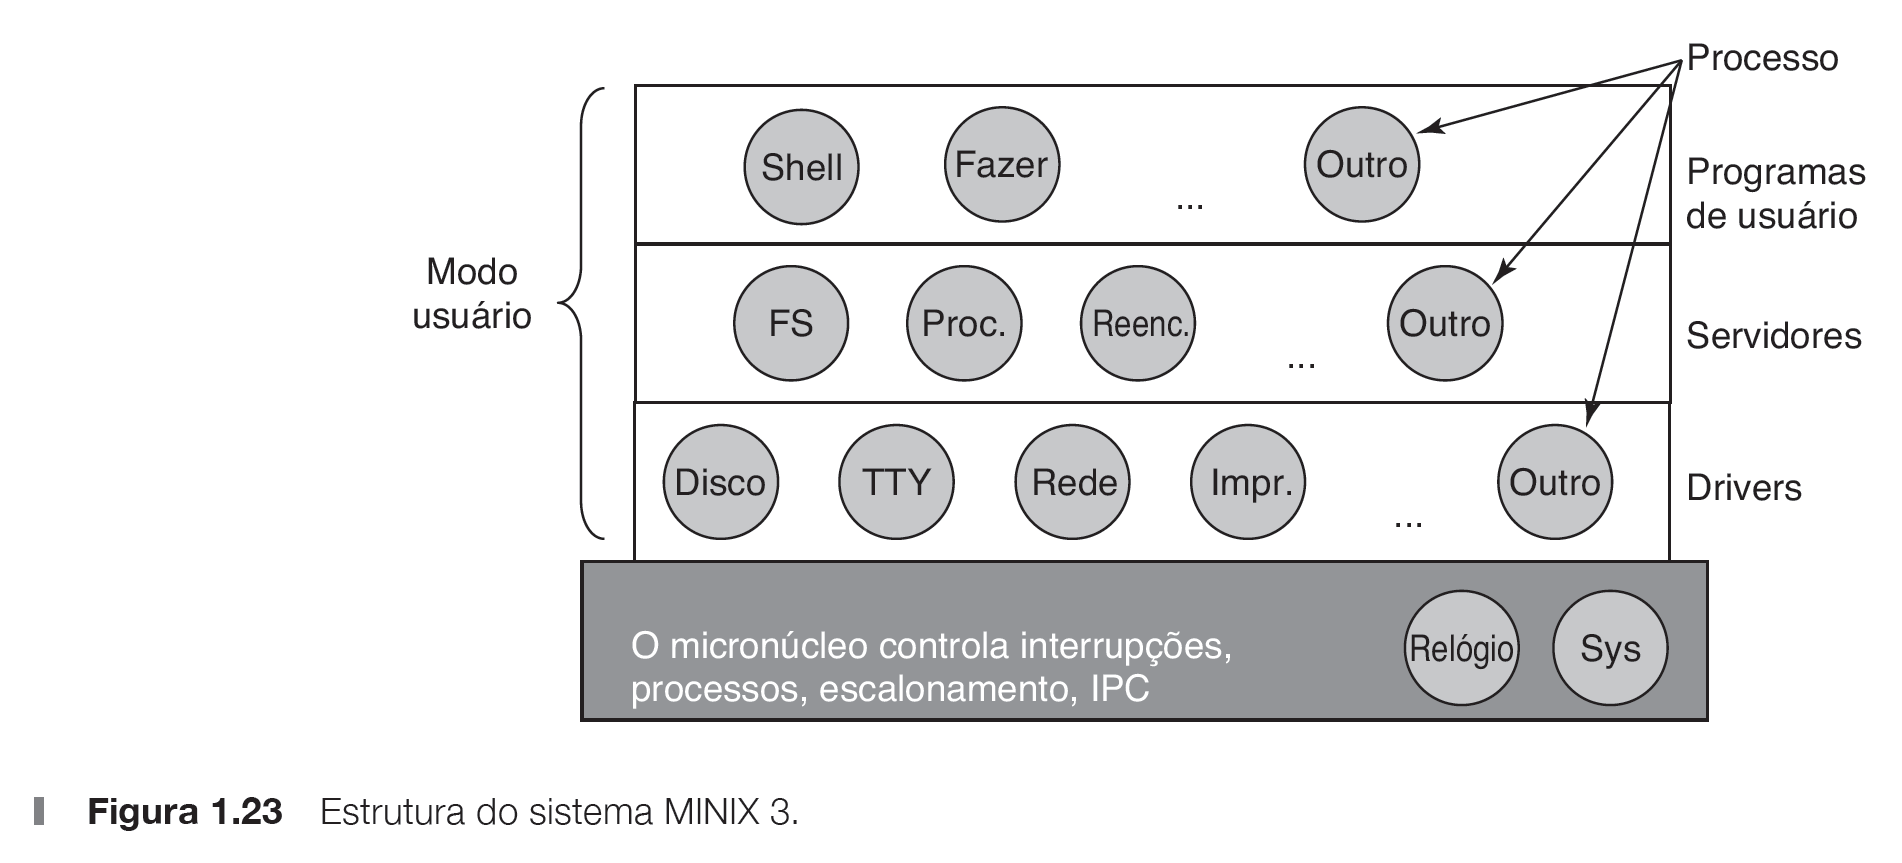 Processo
Shell Fazer ... Outro
Programas
de usuário
Modo
usuário
FS Proc. Reenc. ... Outro
Servidores
Disco TTY Rede Impr. ... Outro
Drivers
O micronúcleo controla interrupções,
processos, escalonamento, IPC
Relógio Sys
Figura 1.23 Estrutura do sistema MINIX 3.